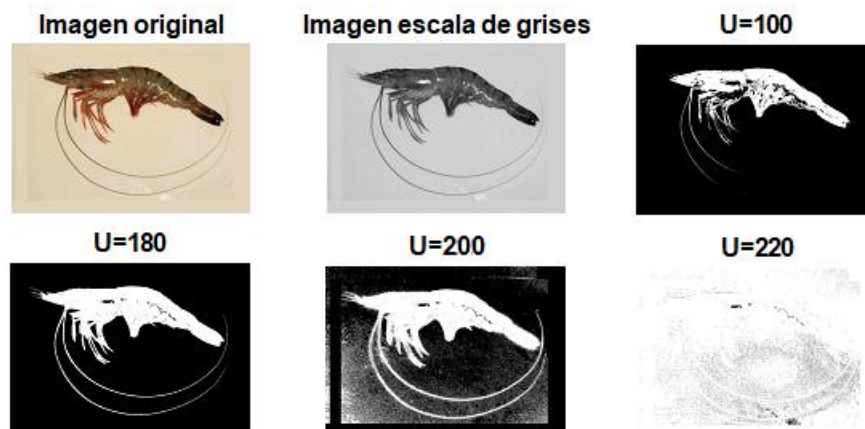 Imagen original
Imagen escala de grises
U=100
U=180
U=200
U=220